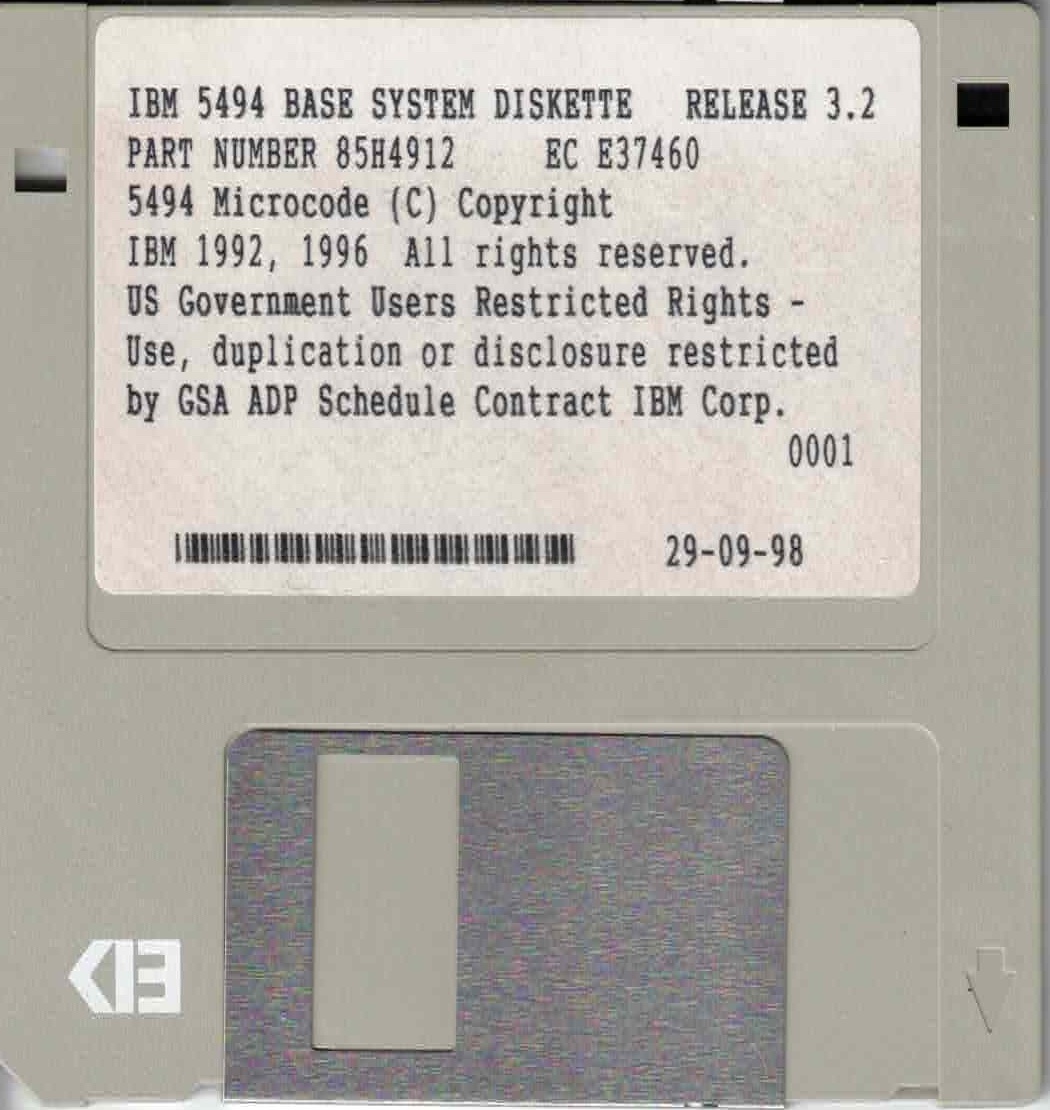 IBM 5494 BASE SYSTEM DISKETTE RELEASE 3.2
PART NUMBER 85H4912 EC E37460
5494 Microcode (C) Copyright
IBM 1992, 1996 All rights reserved.
US Government Users Restricted Rights -
Use, duplication or disclosure restricted
by GSA ADP Schedule Contract IBM Corp.
0001
29-09-98